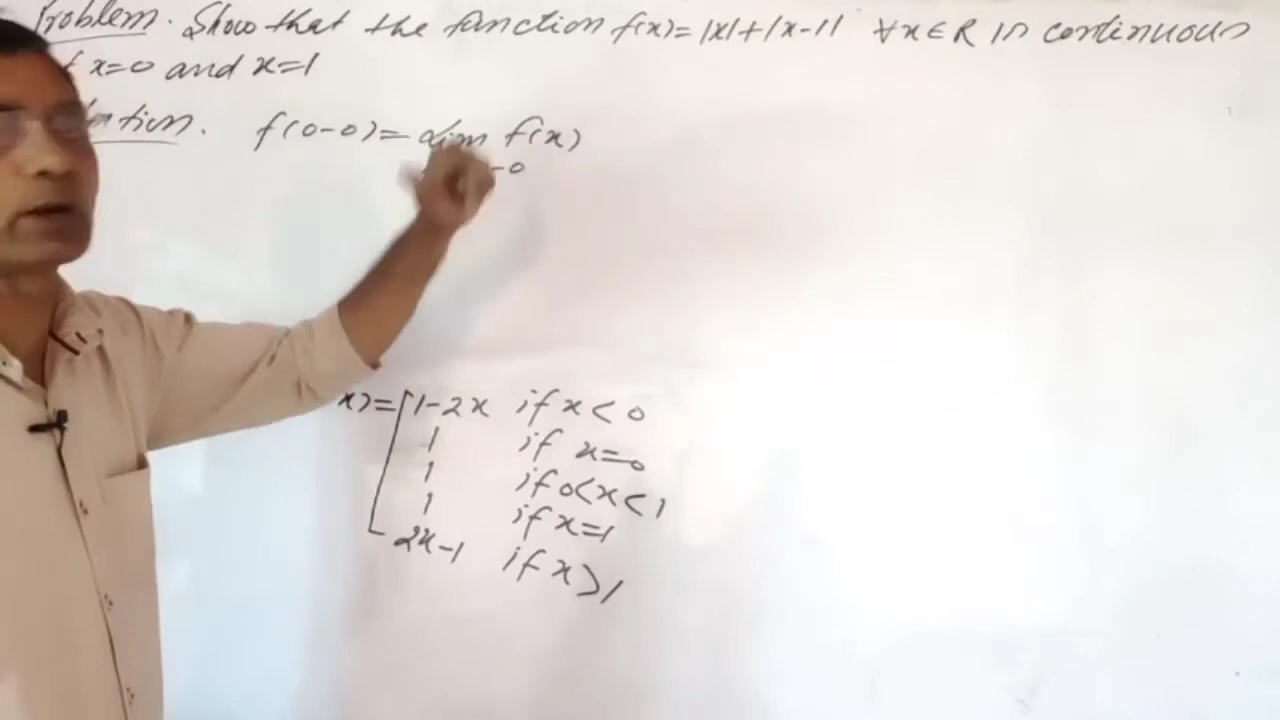 Problem. Show that the function f(x)=|x|+|x-1| ∀x∈R is continuous
x=0 and x=1
f(0-0)=Lim f(x)
-0
x)=[1-2x if x<0
1 if x=0
1 if 0<x<1
1 if x=1
2x-1 if x>1